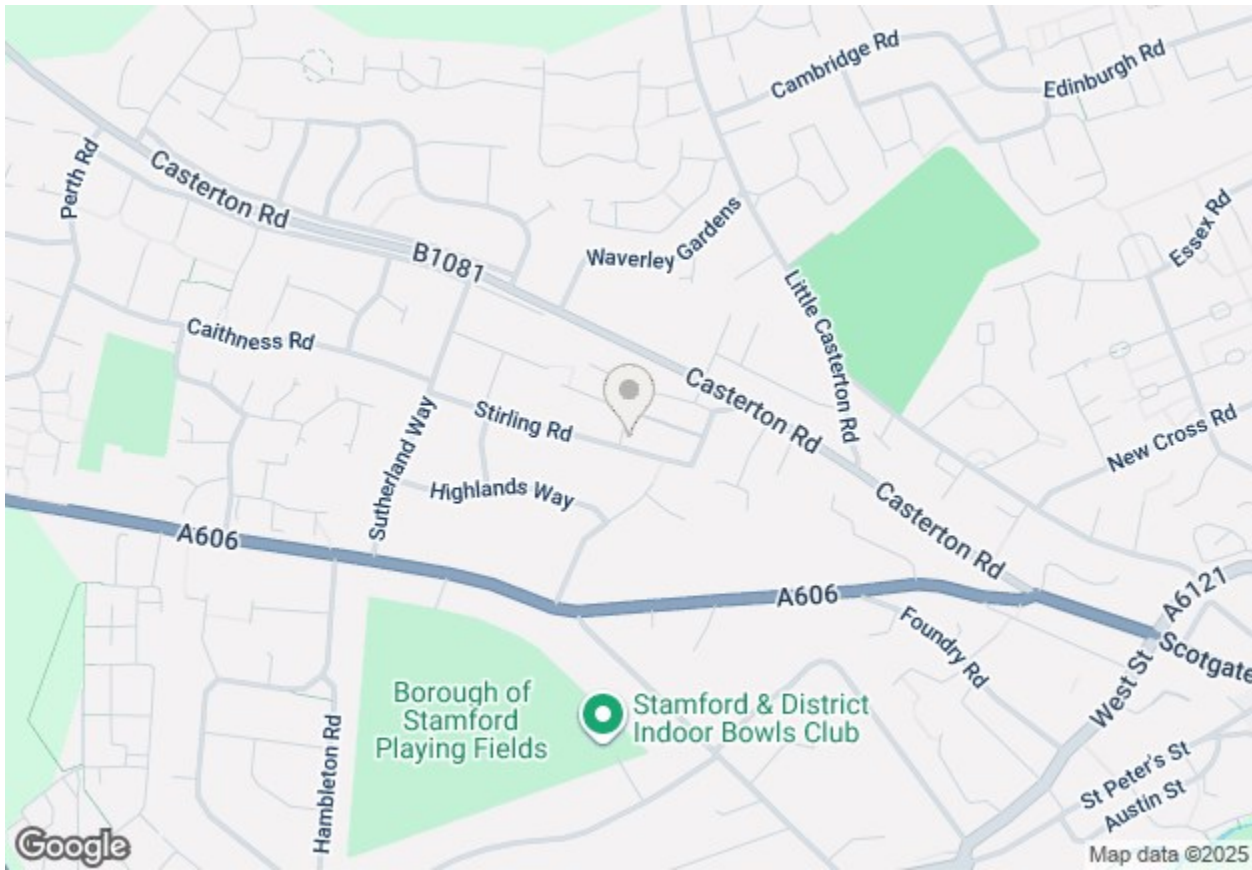 Cambridge Rd
Edinburgh Rd
Perth Rd
Casterton Rd
Essex Rd
B1081
Waverley Gardens
Little Casterton Rd
Caithness Rd
Casterton Rd
Stirling Rd
Sutherland Way
New Cross Rd
Highlands Way
Casterton Rd
A606
A606
A6121
Foundry Rd
Scotgate
West St
Borough of
Stamford
Playing Fields
Stamford & District
Indoor Bowls Club
Hambleton Rd
St Peter's St
Austin St
Google
Map data ©2025